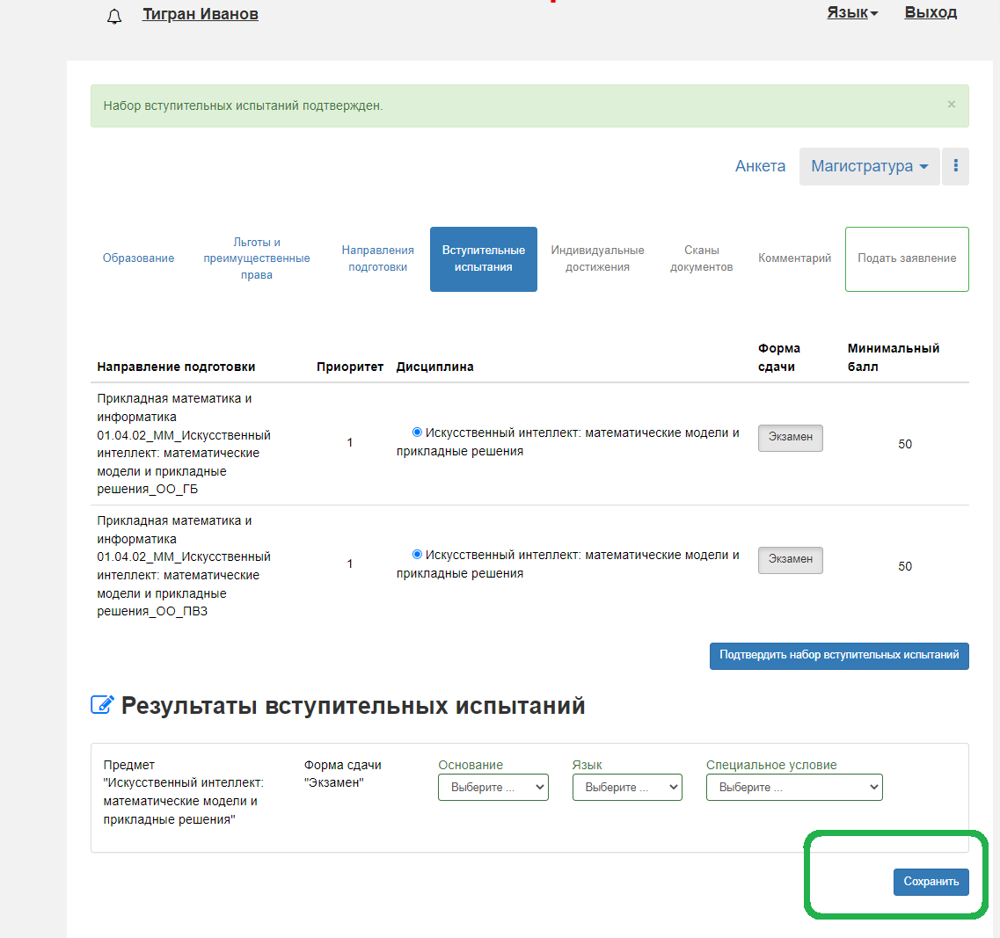 Тигран Иванов
Язык
Выход
Набор вступительных испытаний подтвержден.
×
Анкета
Магистратура
Образование
Льготы и
преимущественные
права
Направления
подготовки
Вступительные
испытания
Индивидуальные
достижения
Сканы
документов
Комментарий
Подать заявление
Направление подготовки
Приоритет
Дисциплина
Форма
сдачи
Минимальный
балл
Прикладная математика и
информатика
01.04.02_ММ_Искусственный
интеллект: математические
модели и прикладные
решения_ОО_ГБ
1
Искусственный интеллект: математические модели и
прикладные решения
Экзамен
50
Прикладная математика и
информатика
01.04.02_ММ_Искусственный
интеллект: математические
модели и прикладные
решения_ОО_ПВЗ
1
Искусственный интеллект: математические модели и
прикладные решения
Экзамен
50
Подтвердить набор вступительных испытаний
Результаты вступительных испытаний
Предмет
"Искусственный интеллект:
математические модели и
прикладные решения"
Форма сдачи
"Экзамен"
Основание
Выберите ...
Язык
Выберите ...
Специальное условие
Выберите ...
Сохранить